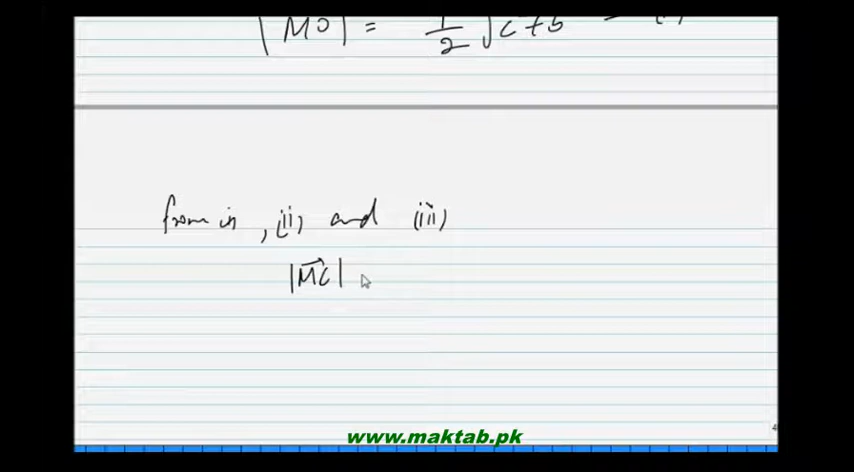 |MO| = 1/2 √c+b
from (i), (ii) and (iii)
|MC|
www.maktab.pk